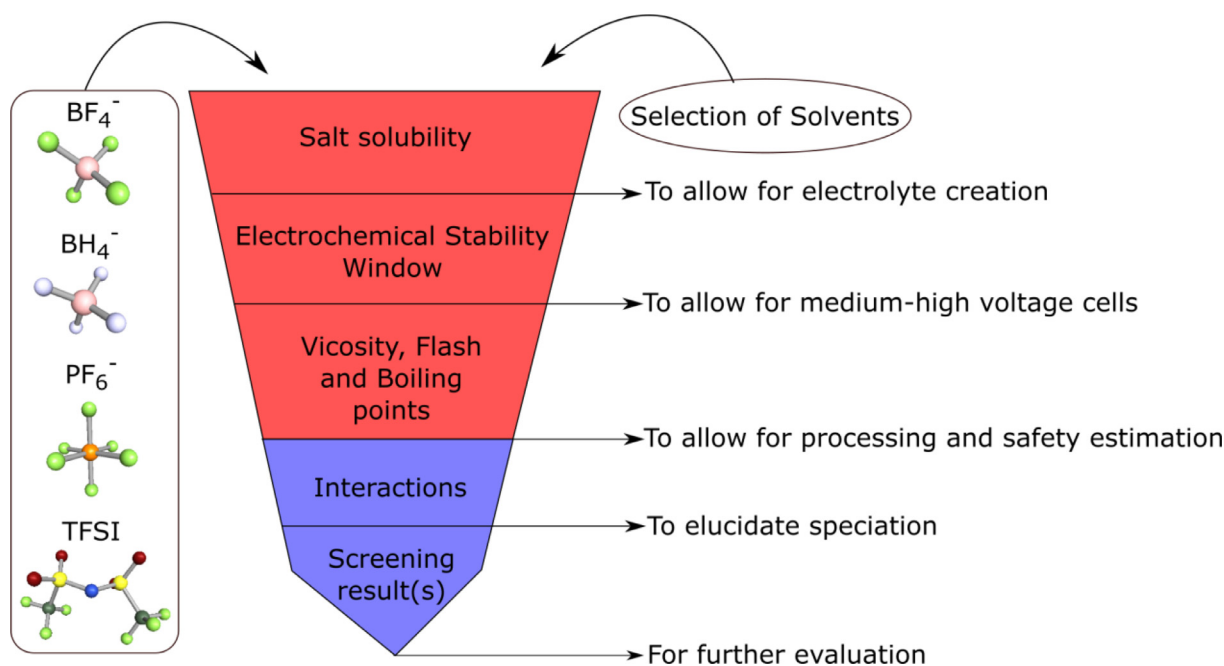 BF4-
BH4-
PF6-
TFSI
Salt solubility
Electrochemical Stability
Window
Vicosity, Flash
and Boiling
points
Interactions
Screening
result(s)
Selection of Solvents
To allow for electrolyte creation
To allow for medium-high voltage cells
To allow for processing and safety estimation
To elucidate speciation
For further evaluation